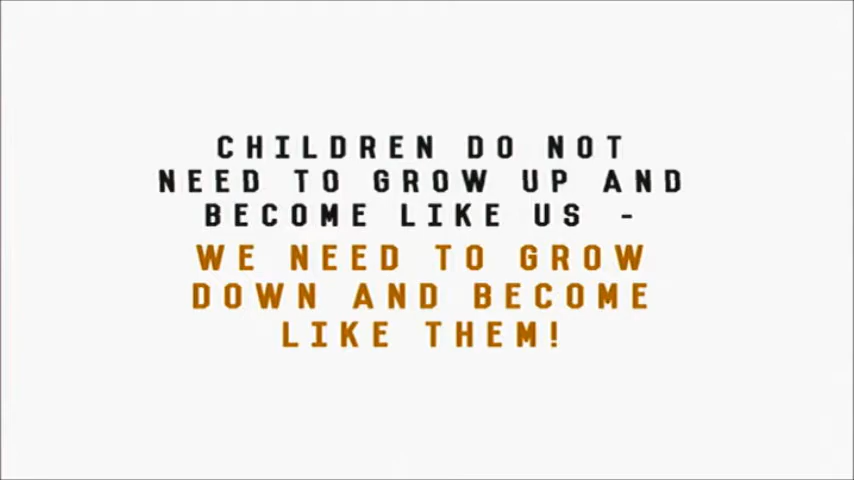 CHILDREN DO NOT
NEED TO GROW UP AND
BECOME LIKE US -
WE NEED TO GROW
DOWN AND BECOME
LIKE THEM!